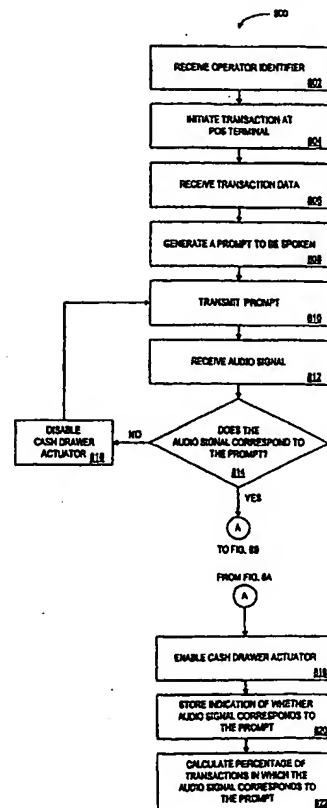 800
RECEIVE OPERATOR IDENTIFIER
802
INITIATE TRANSACTION AT
POS TERMINAL
804
RECEIVE TRANSACTION DATA
806
GENERATE A PROMPT TO BE SPOKEN
808
TRANSMIT PROMPT
810
RECEIVE AUDIO SIGNAL
812
DOES THE
AUDIO SIGNAL CORRESPOND TO
THE PROMPT?
814
NO
DISABLE
CASH DRAWER
ACTUATOR
YES
A
TO FIG. 8B
FROM FIG. 8A
A
ENABLE CASH DRAWER ACTUATOR
STORE INDICATION OF WHETHER
AUDIO SIGNAL CORRESPONDS TO
THE PROMPT
820
CALCULATE PERCENTAGE OF
TRANSACTIONS IN WHICH THE
AUDIO SIGNAL CORRESPONDS TO
THE PROMPT
822